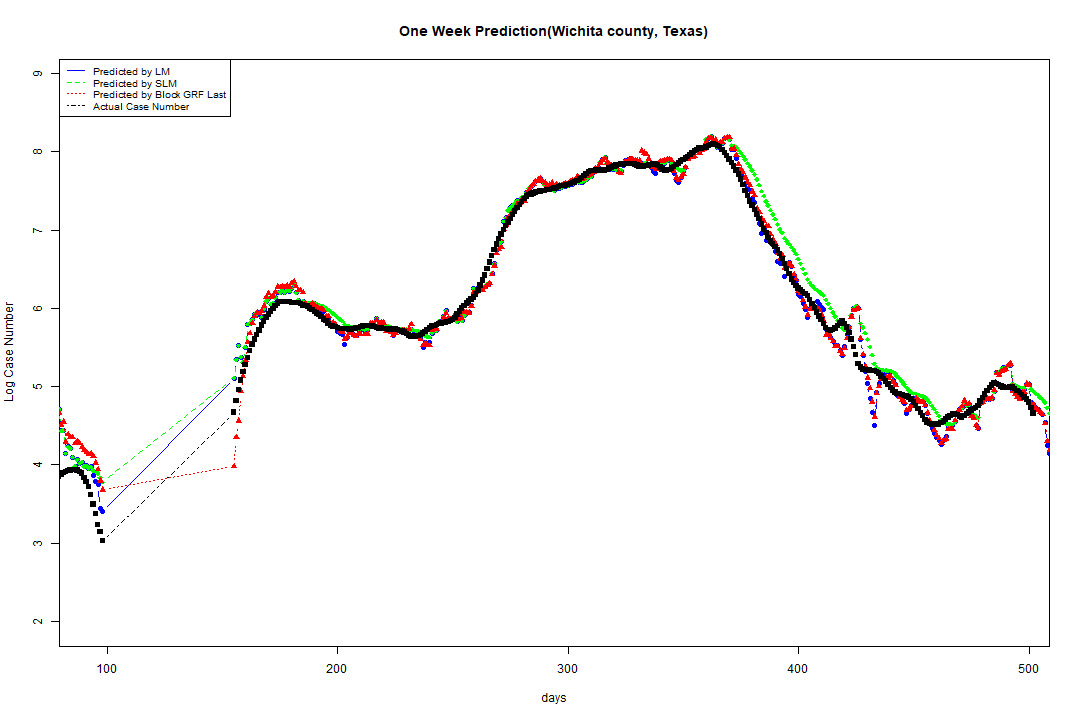 One Week Prediction(Wichita county, Texas)
Predicted by LM
Predicted by SLM
Predicted by Block GRF Last
Actual Case Number
9
8
7
6
5
4
3
2
Log Case Number
100 200 300 400 500
days